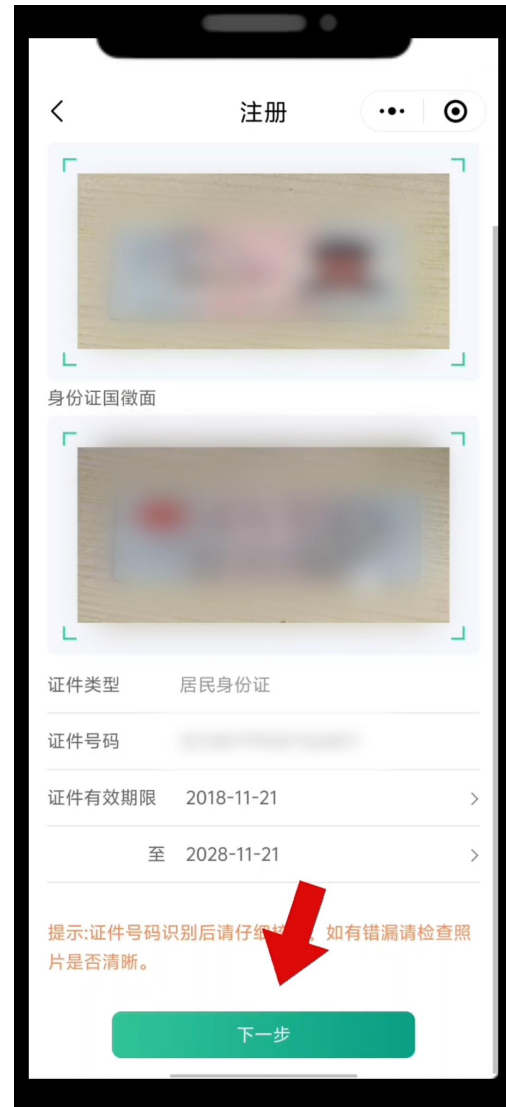 注册
身份证国徽面
证件类型 居民身份证
证件号码
证件有效期限 2018-11-21
至 2028-11-21
提示:证件号码识别后请仔细 如有错漏请检查照
片是否清晰。
下一步